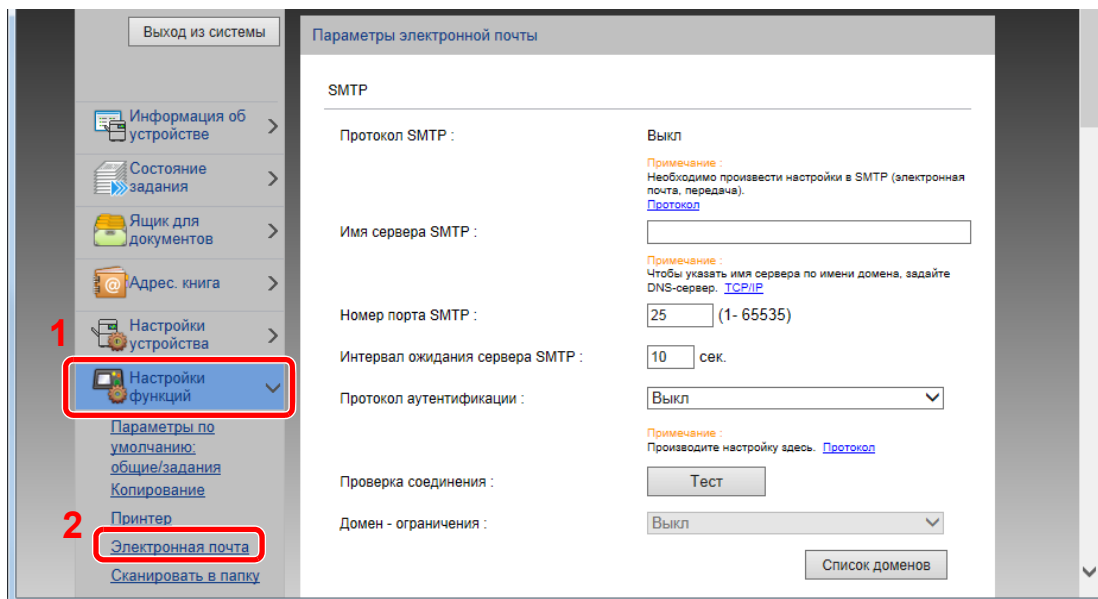 Выход из системы
Информация об
устройстве
Состояние
задания
Ящик для
документов
Адрес. книга
1
Настройки
устройства
Настройки
функций
Параметры по
умолчанию:
общие/задания
Копирование
Принтер
2
Электронная почта
Сканировать в папку
Параметры электронной почты
SMTP
Протокол SMTP :
Выкл
Примечание :
Необходимо произвести настройки в SMTP (электронная
почта, передача).
Протокол
Имя сервера SMTP :
Примечание :
Чтобы указать имя сервера по имени домена, задайте
DNS-сервер. TCP/IP
Номер порта SMTP :
25 (1- 65535)
Интервал ожидания сервера SMTP :
10 сек.
Протокол аутентификации :
Выкл
Примечание :
Производите настройку здесь. Протокол
Проверка соединения :
Тест
Домен - ограничения :
Выкл
Список доменов